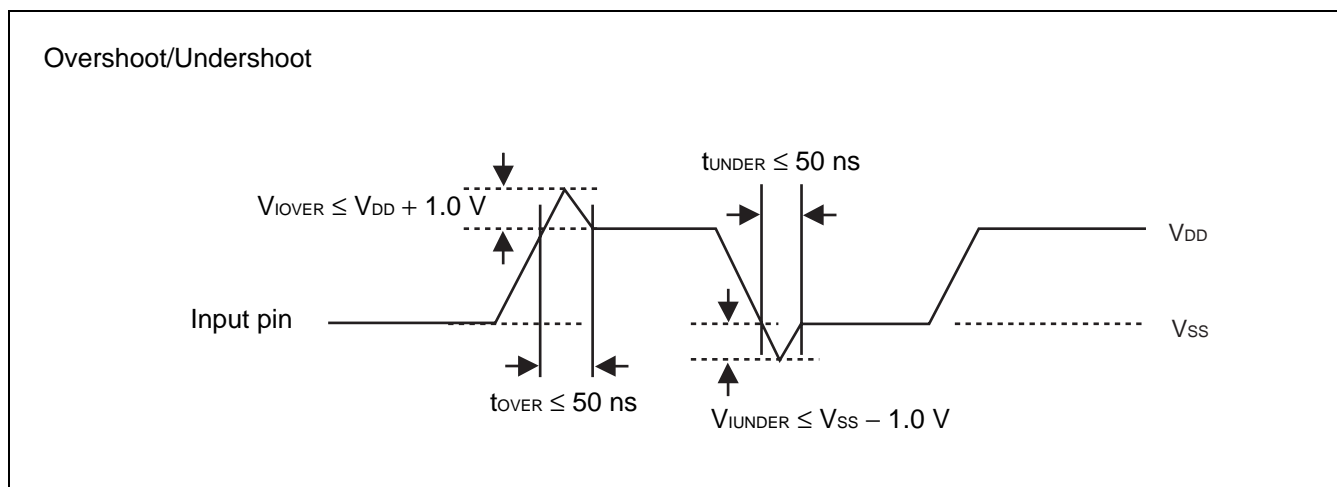 Overshoot/Undershoot
tUNDER ≤ 50 ns
VIOVER ≤ VDD + 1.0 V
VDD
Input pin
VSS
tOVER ≤ 50 ns
VIUNDER ≤ VSS − 1.0 V